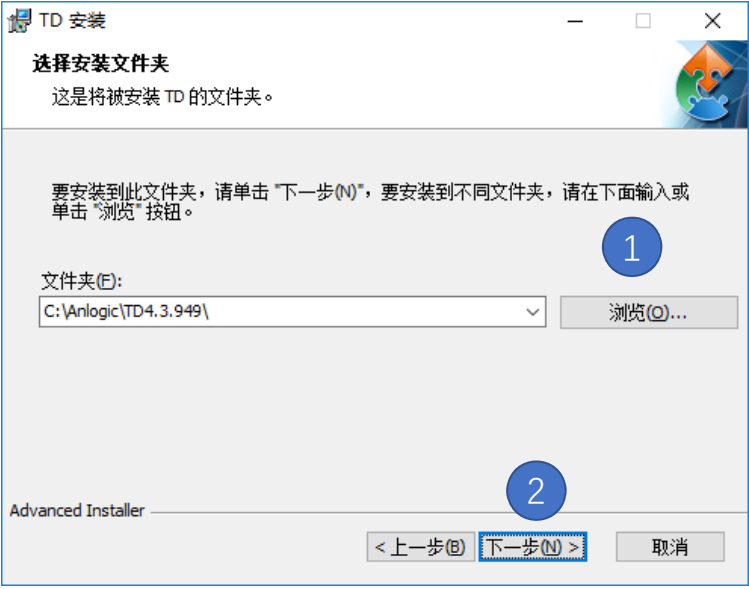 TD 安装
选择安装文件夹
这是将被安装 TD 的文件夹。
要安装到此文件夹，请单击 "下一步(N)"，要安装到不同文件夹，请在下面输入或
单击 "浏览" 按钮。
1
文件夹(F):
C:\Anlogic\TD4.3.949\
浏览(O)...
2
Advanced Installer
< 上一步(B)
下一步(N) >
取消